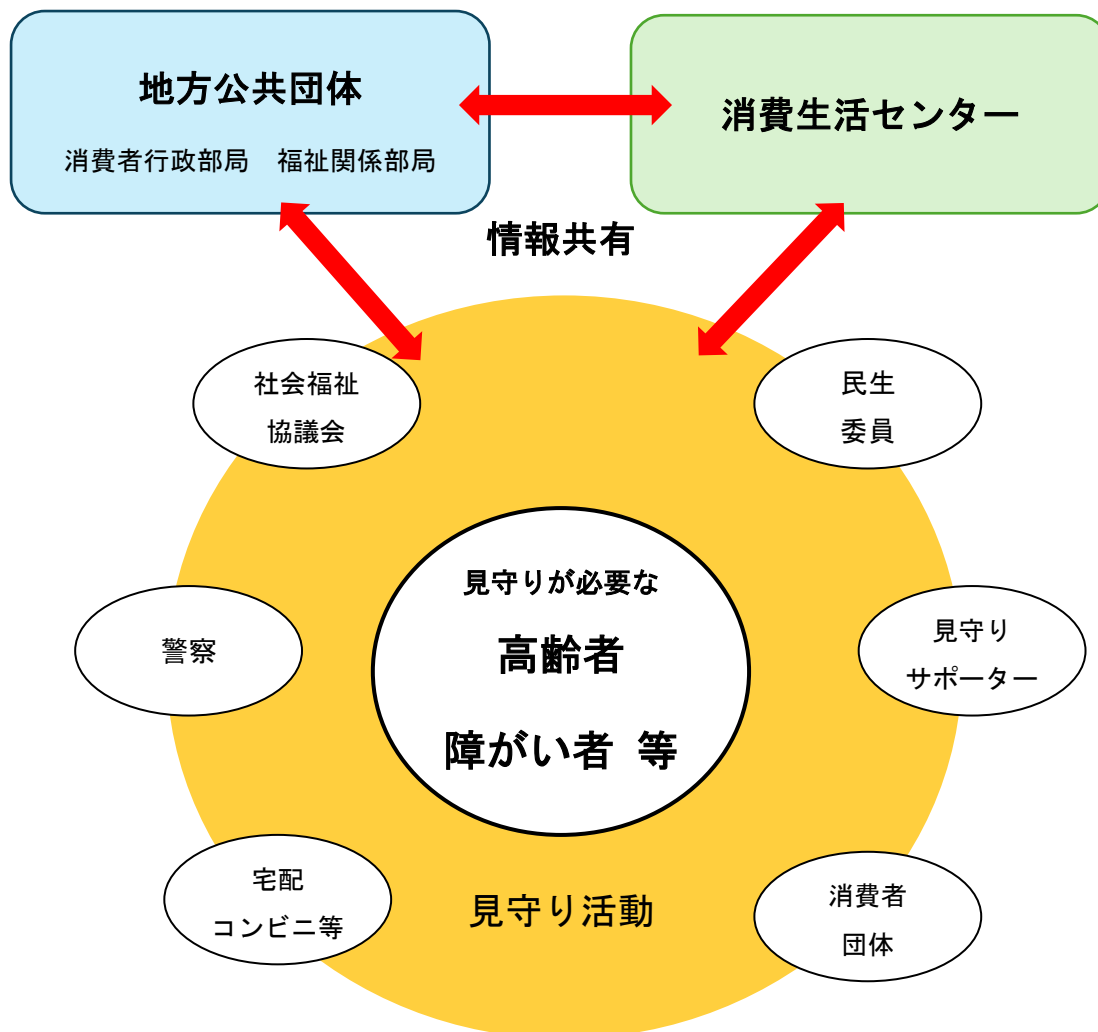 地方公共団体
消費者行政部局　福祉関係部局
消費生活センター
情報共有
社会福祉
協議会
民生
委員
見守りが必要な
高齢者
障がい者 等
警察
見守り
サポーター
宅配
コンビニ等
見守り活動
消費者
団体